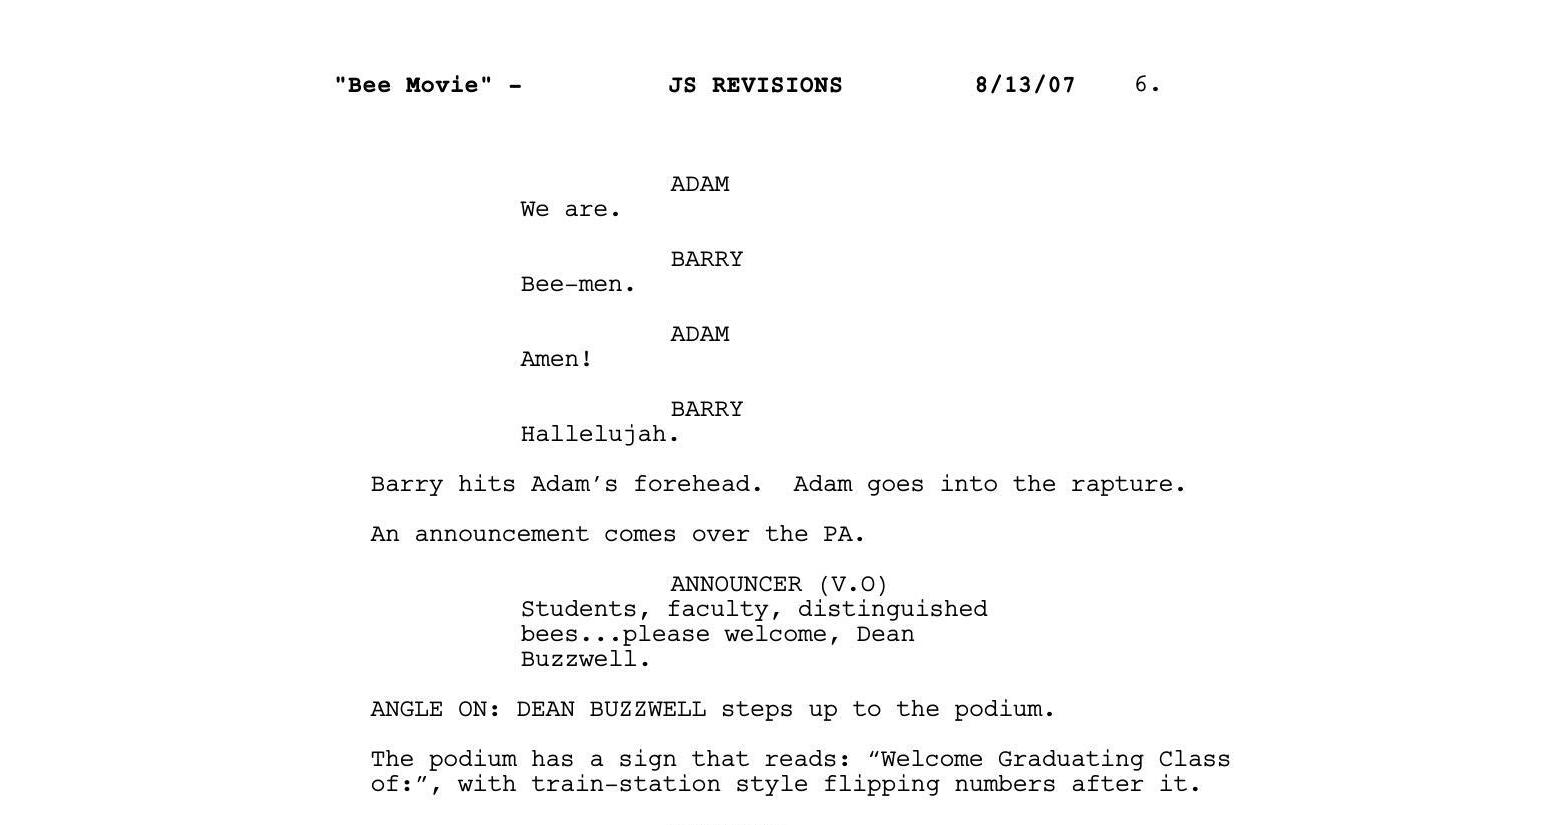 "Bee Movie" - JS REVISIONS 8/13/07 6.
ADAM
We are.
BARRY
Bee-men.
ADAM
Amen!
BARRY
Hallelujah.
Barry hits Adam’s forehead.  Adam goes into the rapture.
An announcement comes over the PA.
ANNOUNCER (V.O)
Students, faculty, distinguished
bees...please welcome, Dean
Buzzwell.
ANGLE ON: DEAN BUZZWELL steps up to the podium.
The podium has a sign that reads: “Welcome Graduating Class
of:”, with train-station style flipping numbers after it.